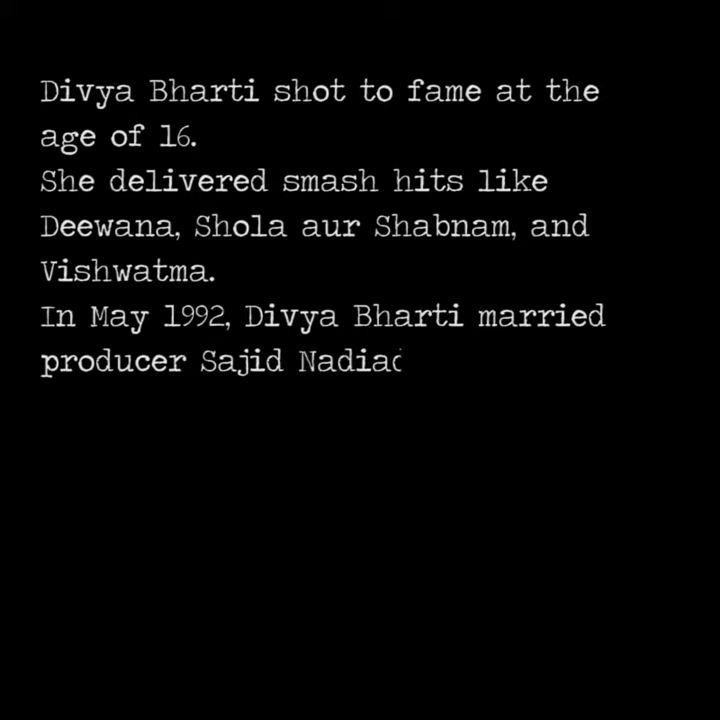 Divya Bharti shot to fame at the
age of 16.
She delivered smash hits like
Deewana, Shola aur Shabnam, and
Vishwatma.
In May 1992, Divya Bharti married
producer Sajid